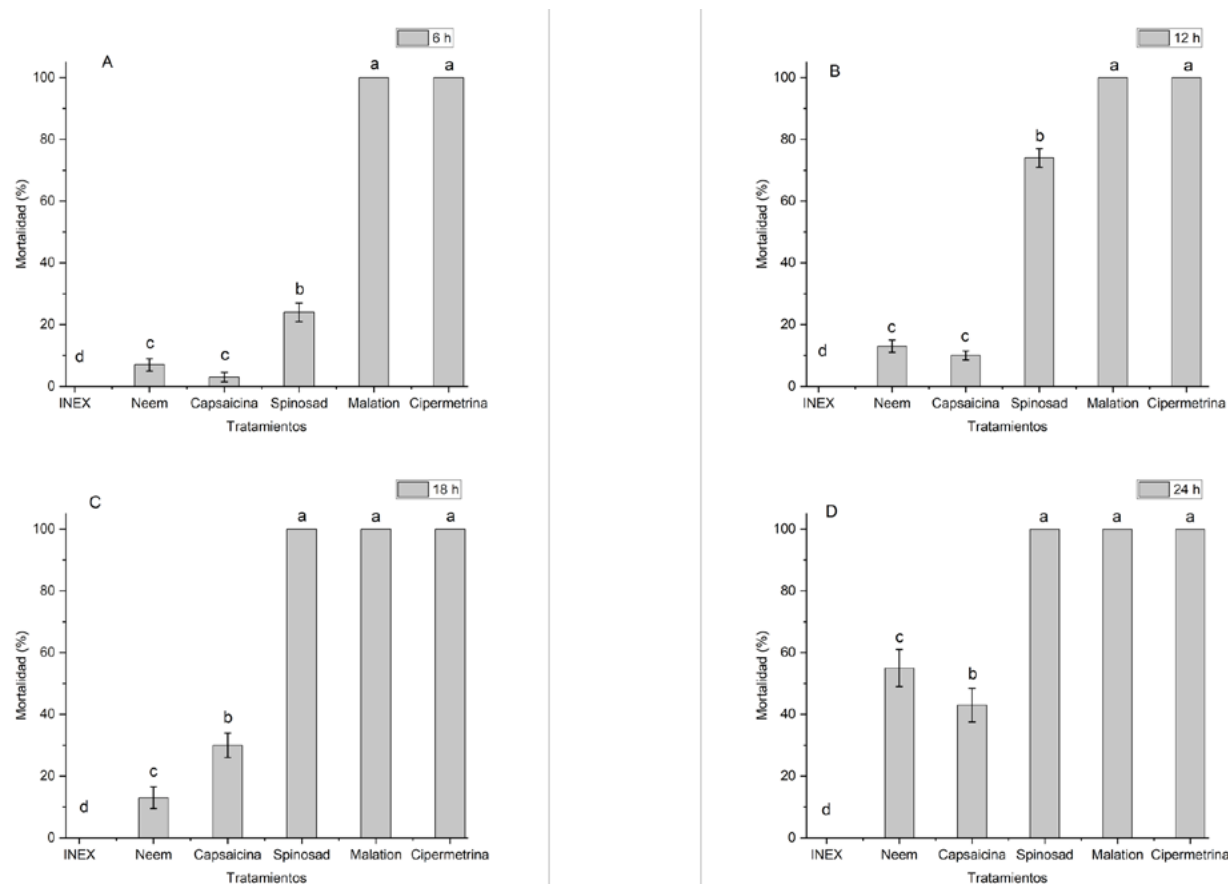 A
6 h
Mortalidad (%)
100
80
60
40
20
0
d
c
c
b
a
a
INEX
Neem
Capsaicina
Spinosad
Malation
Cipermetrina
Tratamientos
B
12 h
Mortalidad (%)
100
80
60
40
20
0
d
c
c
b
a
a
INEX
Neem
Capsaicina
Spinosad
Malation
Cipermetrina
Tratamientos
C
18 h
Mortalidad (%)
100
80
60
40
20
0
d
c
b
a
a
a
INEX
Neem
Capsaicina
Spinosad
Malation
Cipermetrina
Tratamientos
D
24 h
Mortalidad (%)
100
80
60
40
20
0
d
c
b
a
a
a
INEX
Neem
Capsaicina
Spinosad
Malation
Cipermetrina
Tratamientos